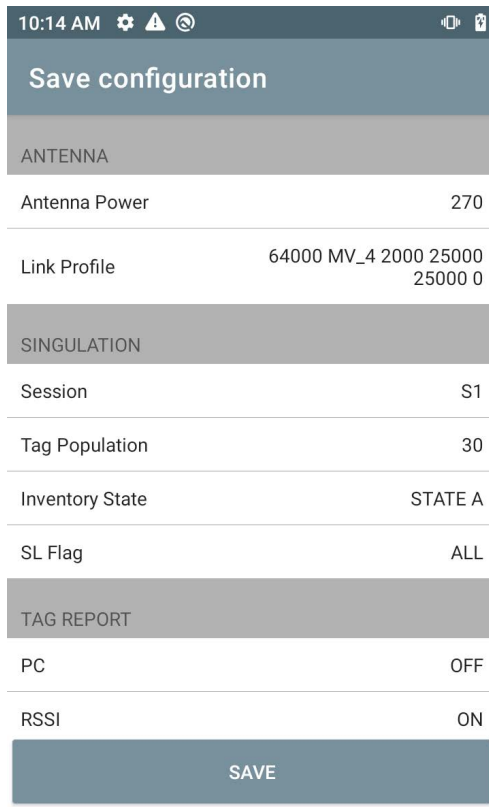 10:14 AM
Save configuration
ANTENNA
Antenna Power 270
Link Profile 64000 MV_4 2000 25000
25000 0
SINGULATION
Session S1
Tag Population 30
Inventory State STATE A
SL Flag ALL
TAG REPORT
PC OFF
RSSI ON
SAVE